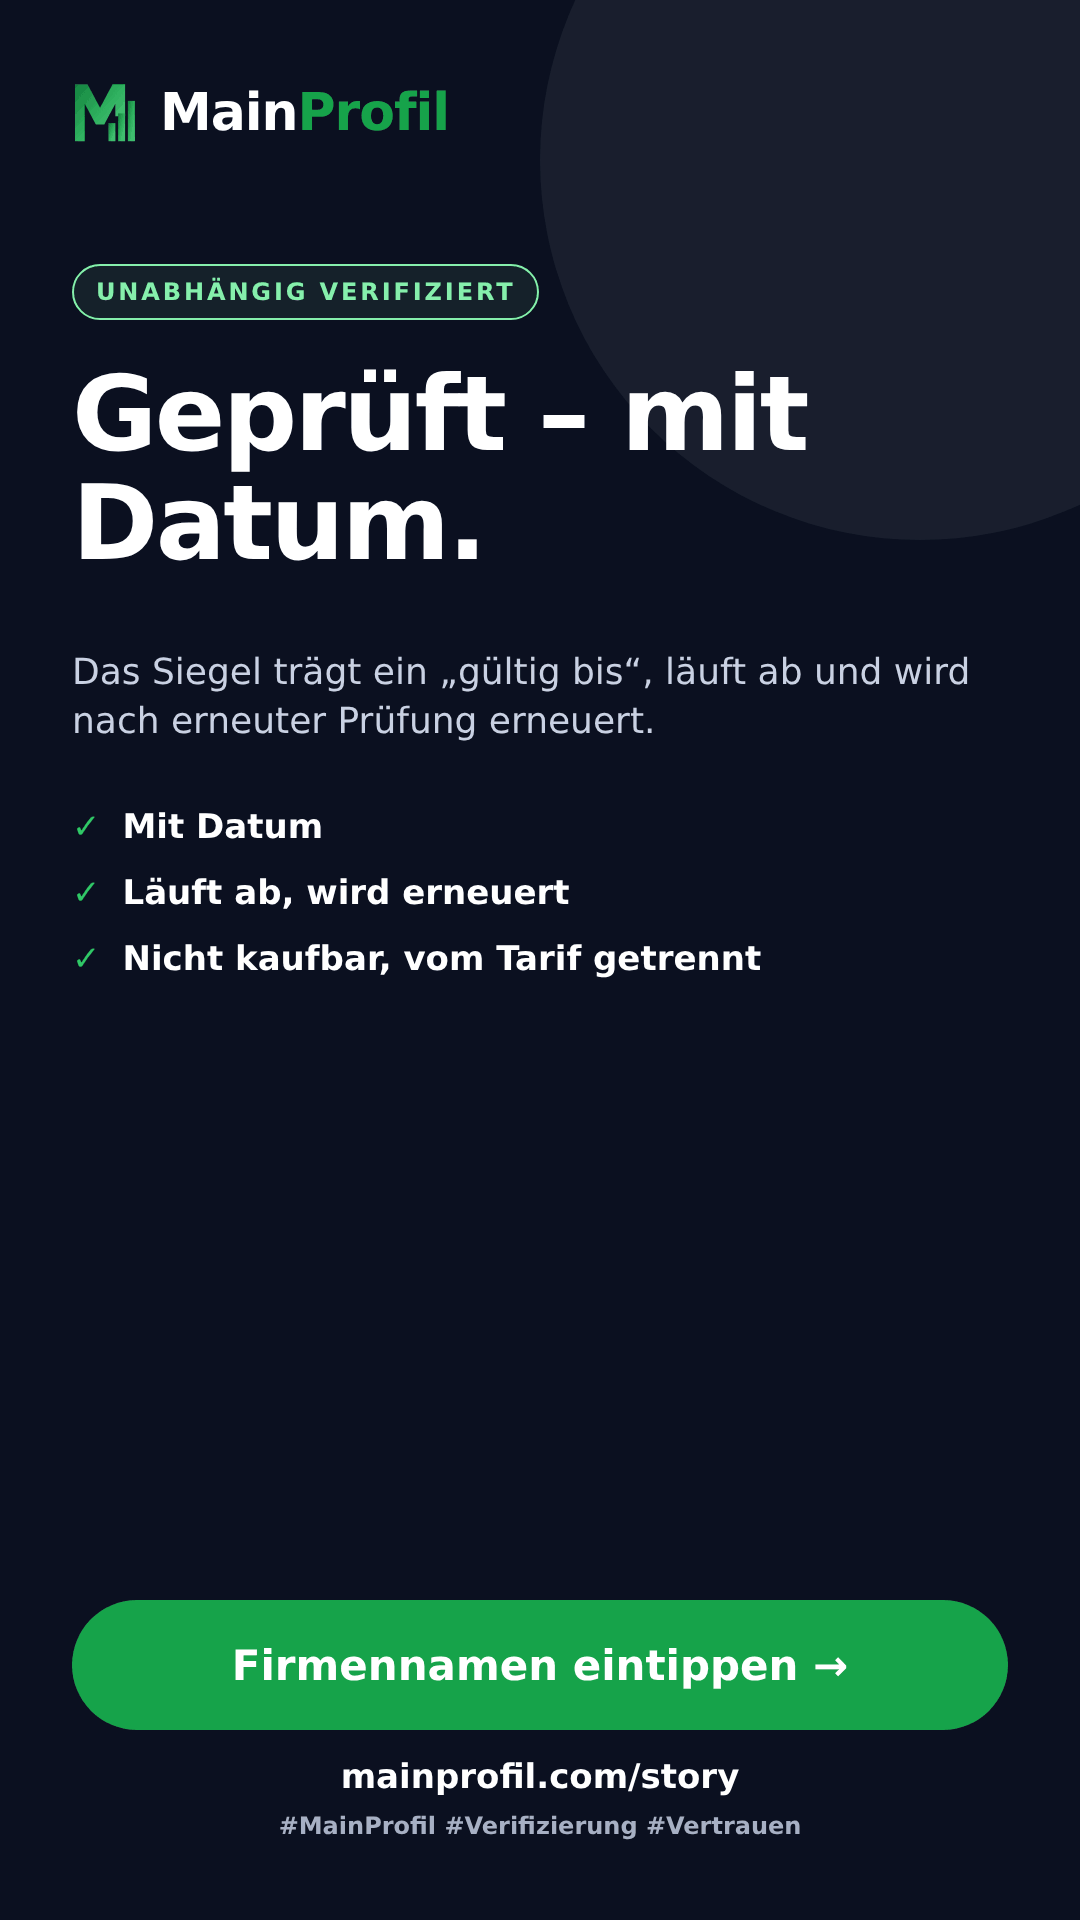 MainProfil
UNABHÄNGIG VERIFIZIERT
Geprüft – mit
Datum.
Das Siegel trägt ein „gültig bis“, läuft ab und wird
nach erneuter Prüfung erneuert.
✓ Mit Datum
✓ Läuft ab, wird erneuert
✓ Nicht kaufbar, vom Tarif getrennt
Firmennamen eintippen →
mainprofil.com/story
#MainProfil #Verifizierung #Vertrauen